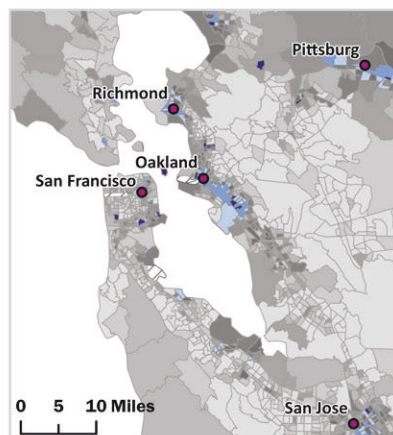 Pittsburg
Richmond
Oakland
San Francisco
San Jose
0 5 10 Miles